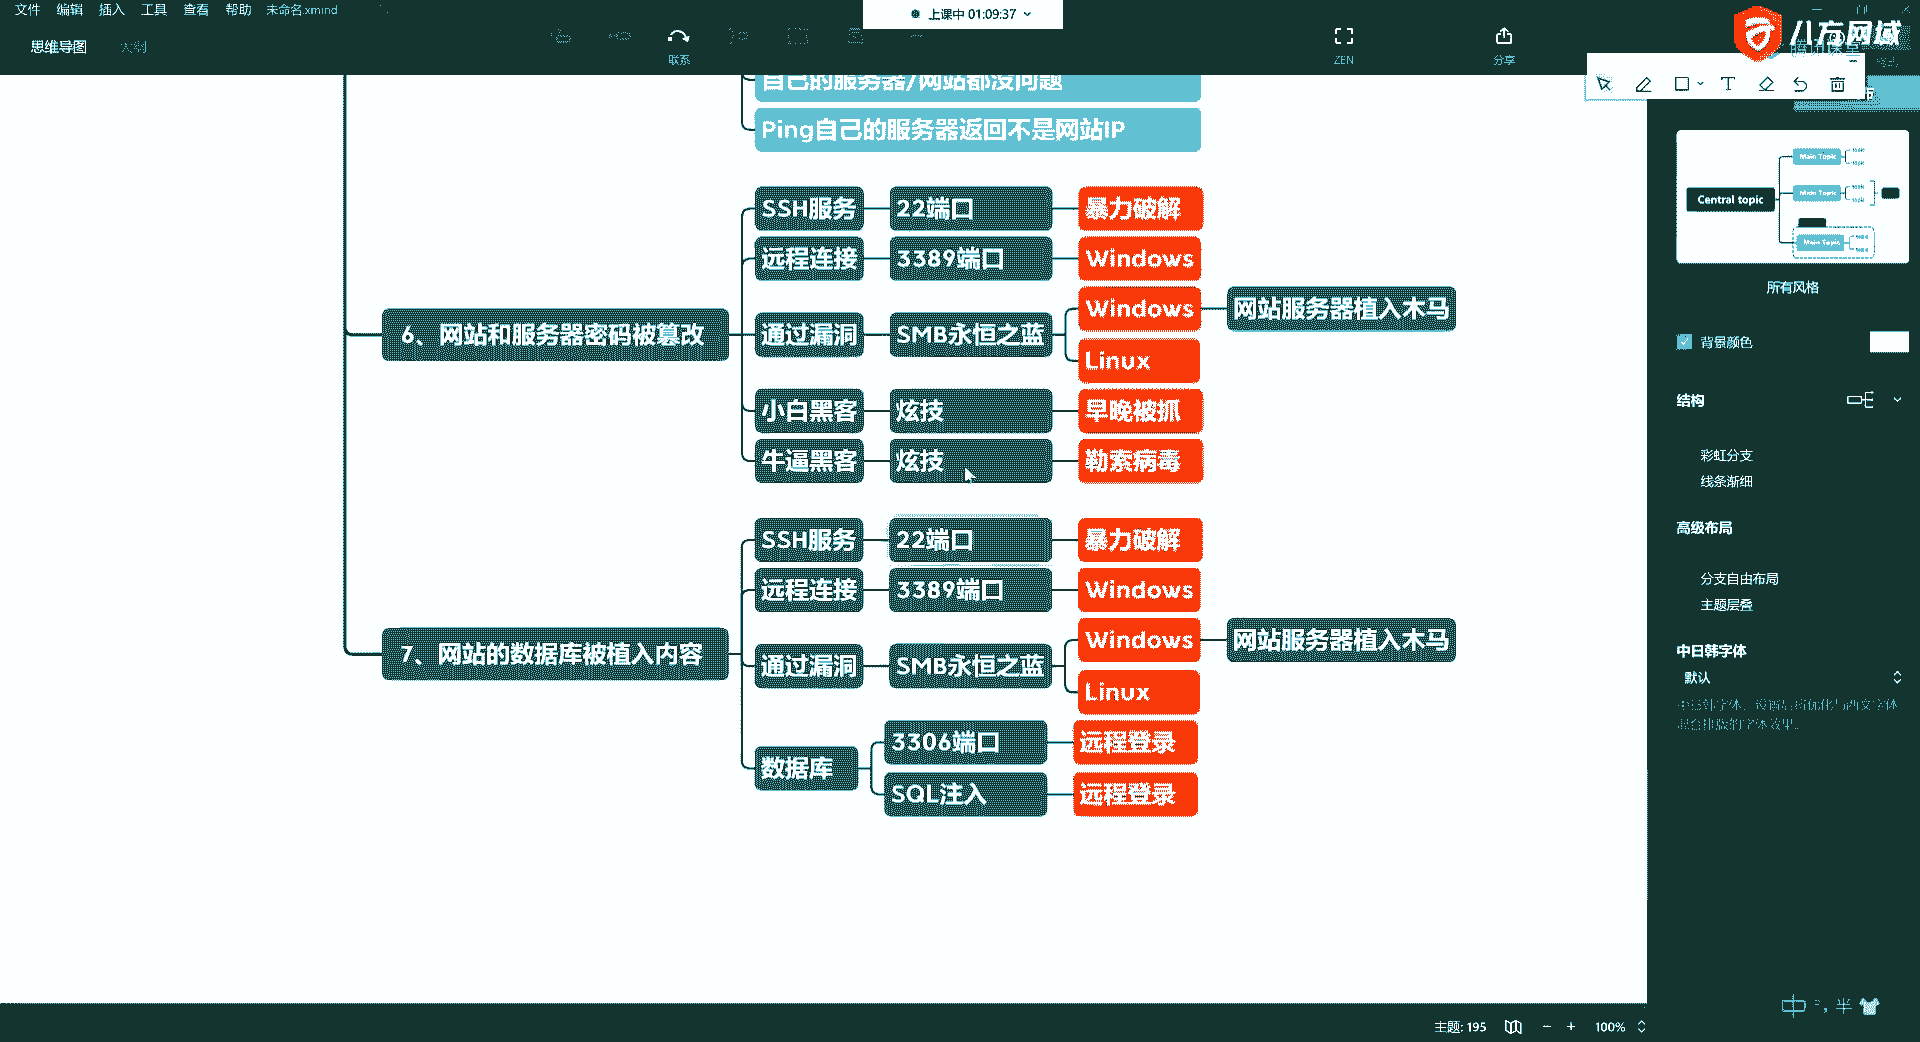 文件 编辑 插入 工具 查看 帮助 未命名.xmind
上课中 01:09:37
八方网域
思维导图 大纲
联系
ZEN
分享
腾讯课堂
自己的服务器/网站都没问题
Ping自己的服务器返回不是网站IP
6、网站和服务器密码被篡改
SSH服务 22端口 暴力破解
远程连接 3389端口 Windows
通过漏洞 SMB永恒之蓝 Windows 网站服务器植入木马
Linux
小白黑客 炫技 早晚被抓
牛逼黑客 炫技 勒索病毒
7、网站的数据库被植入内容
SSH服务 22端口 暴力破解
远程连接 3389端口 Windows
通过漏洞 SMB永恒之蓝 Windows 网站服务器植入木马
Linux
数据库 3306端口 远程登录
SQL注入 远程登录
Central topic
Main Topic
Main Topic
Main Topic
所有风格
背景颜色
结构
彩虹分支
线条渐细
高级布局
分支自由布局
主题层叠
中日韩字体
默认
中 °, 半
主题: 195
100%